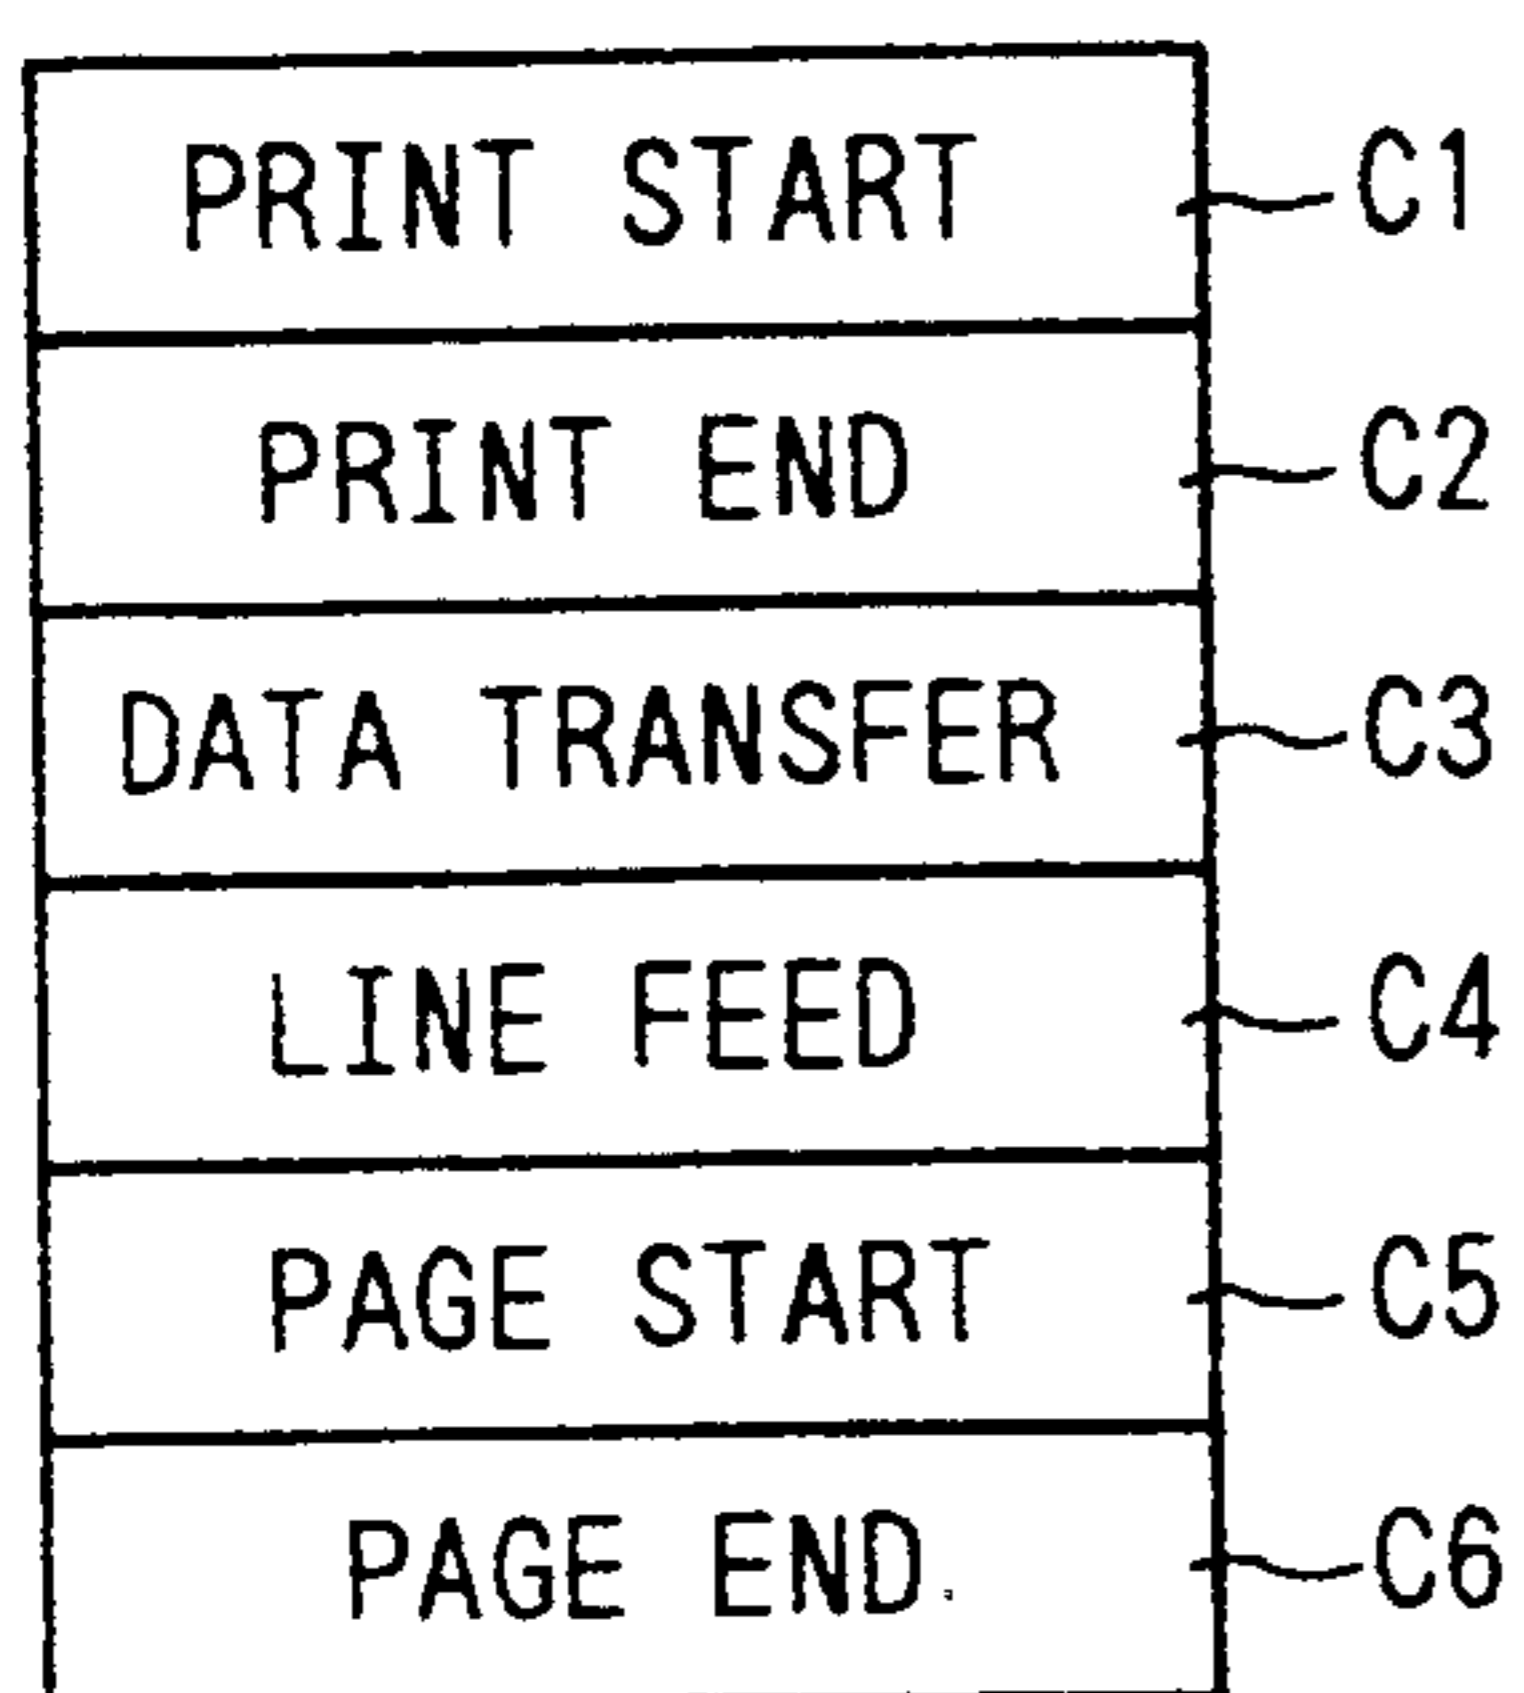 PRINT START C1
PRINT END C2
DATA TRANSFER C3
LINE FEED C4
PAGE START C5
PAGE END. C6